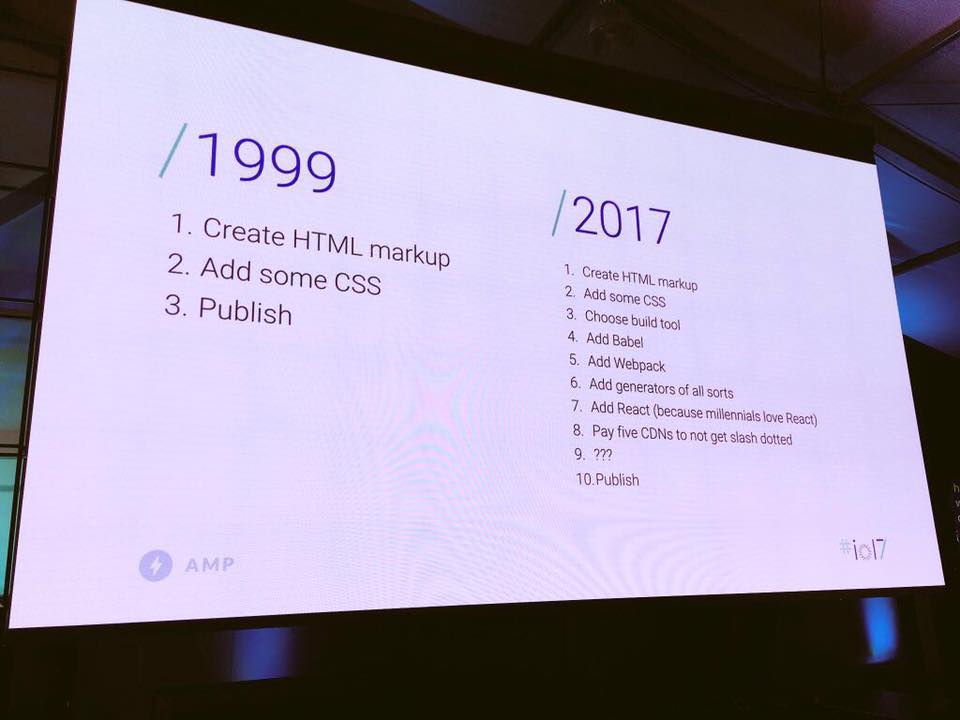 /1999
1. Create HTML markup
2. Add some CSS
3. Publish
/2017
1. Create HTML markup
2. Add some CSS
3. Choose build tool
4. Add Babel
5. Add Webpack
6. Add generators of all sorts
7. Add React (because millennials love React)
8. Pay five CDNs to not get slash dotted
9. ???
10.Publish
AMP
#io17